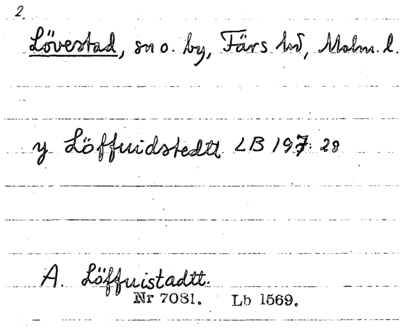 2.
Lövestad, sn o. by, Färs hd, Malm. l.
y Löffuidstedtt LB 197: 28
A. Löffuistadtt.
Nr 7081. Lb 1569.